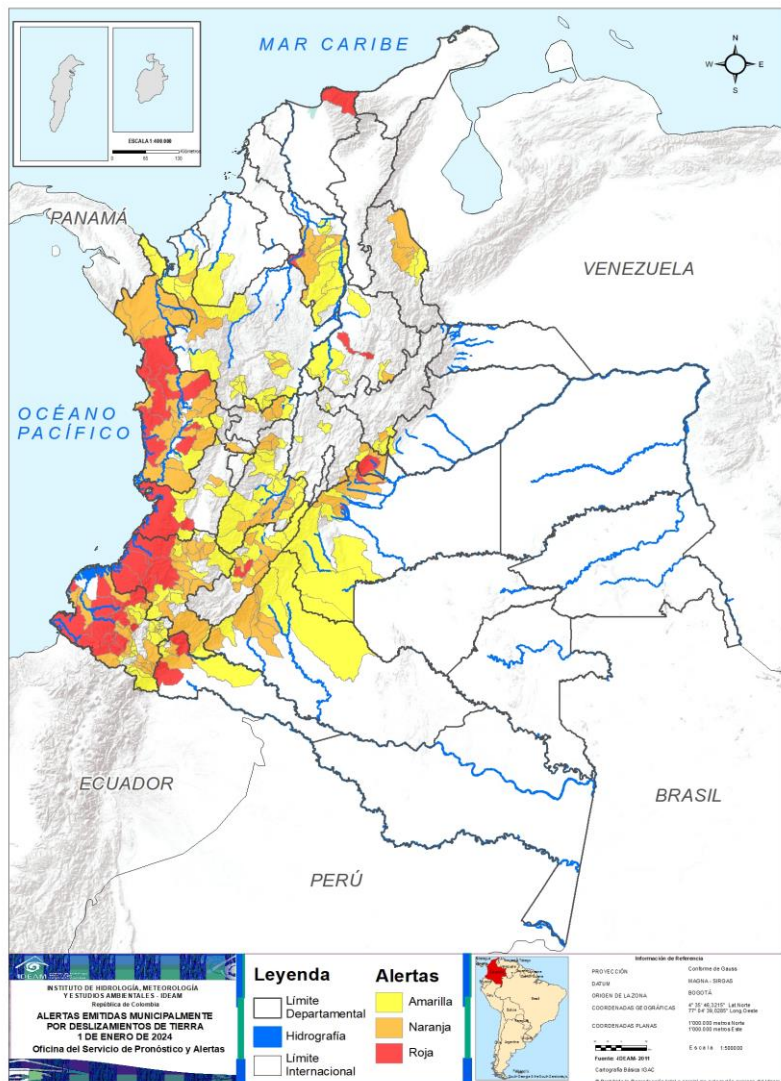 MAR CARIBE
N
W
E
S
ESCALA 1:490.000
PANAMÁ
VENEZUELA
OCÉANO
PACÍFICO
ECUADOR
BRASIL
PERÚ
IDEAM
INSTITUTO DE HIDROLOGÍA, METEOROLOGÍA
Y ESTUDIOS AMBIENTALES - IDEAM
República de Colombia
ALERTAS EMITIDAS MUNICIPALMENTE
POR DESLIZAMIENTOS DE TIERRA
1 DE ENERO DE 2024
Oficina del Servicio de Pronóstico y Alertas
Leyenda
Límite
Departamental
Hidrografía
Límite
Internacional
Alertas
Amarilla
Naranja
Roja
Información de Referencia
PROYECCIÓN
Conforme de Gauss
DATUM
MAGNA - SIRGAS
ORIGEN DE LA ZONA
BOGOTÁ
COORDENADAS GEOGRÁFICAS
COORDENADAS PLANAS
1'000.000 metros Norte
1'000.000 metros Este
Fuente: IDEAM- 2011
Cartografía Básica IGAC